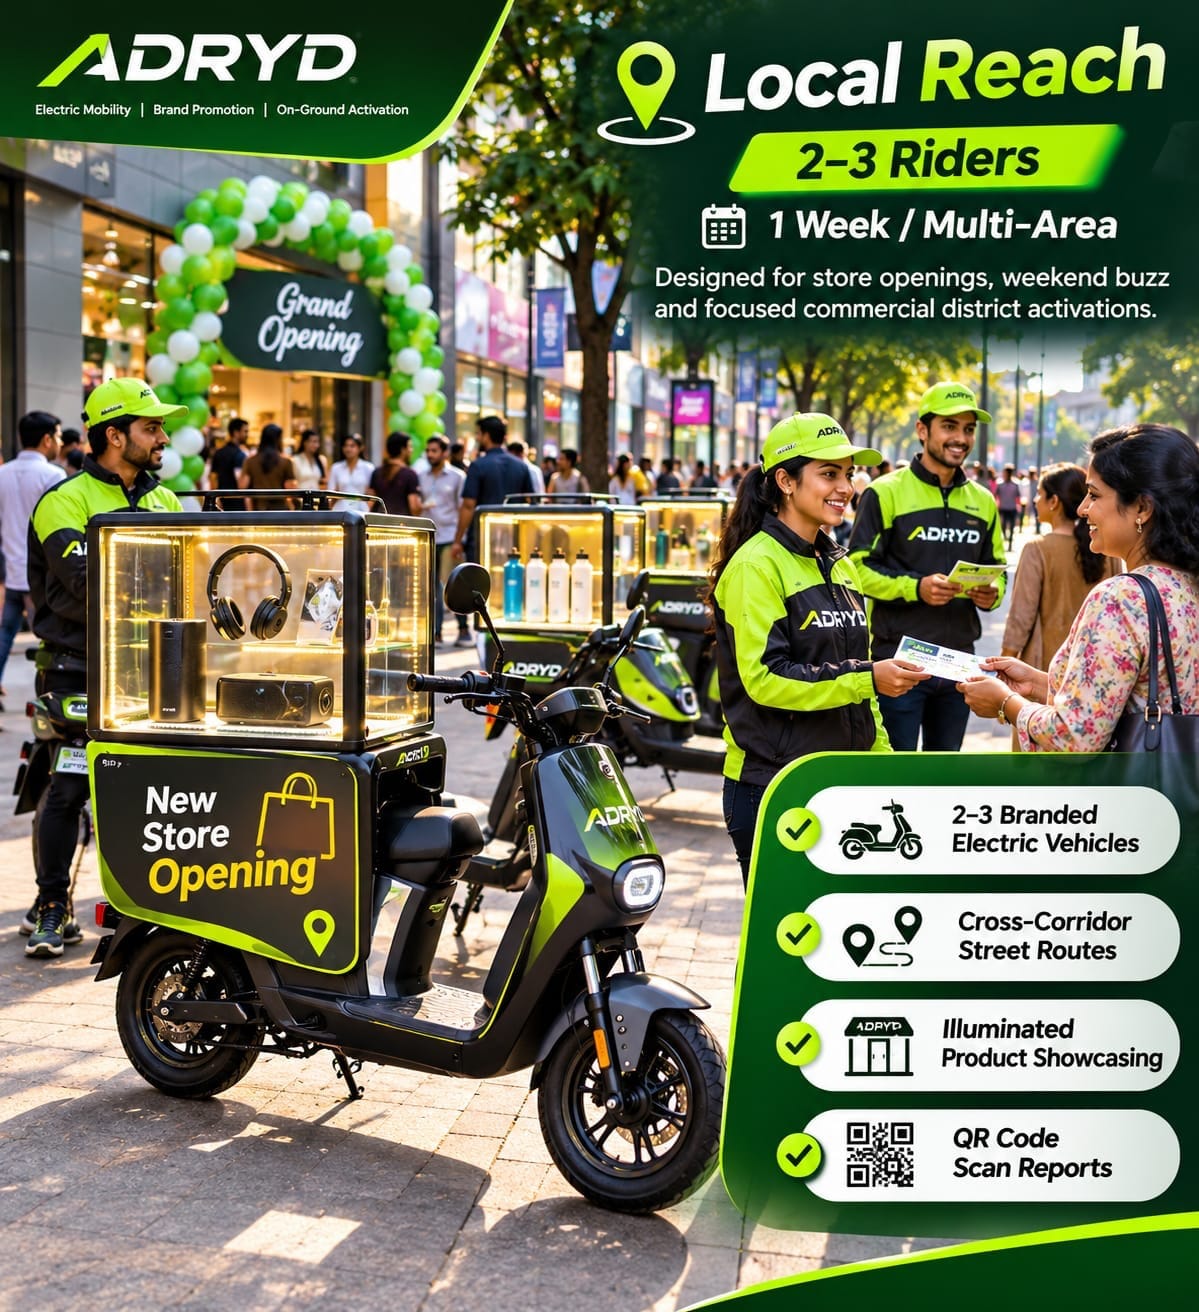 ADRYD
Electric Mobility | Brand Promotion | On-Ground Activation
Local Reach
2–3 Riders
1 Week / Multi-Area
Designed for store openings, weekend buzz
and focused commercial district activations.
Grand
Opening
ADRYD
ADRYD
ADRYD
ADRYD
ADRYD
ADRYD
New
Store
Opening
ADRYD
2–3 Branded
Electric Vehicles
Cross-Corridor
Street Routes
ADRYD
Illuminated
Product Showcasing
QR Code
Scan Reports